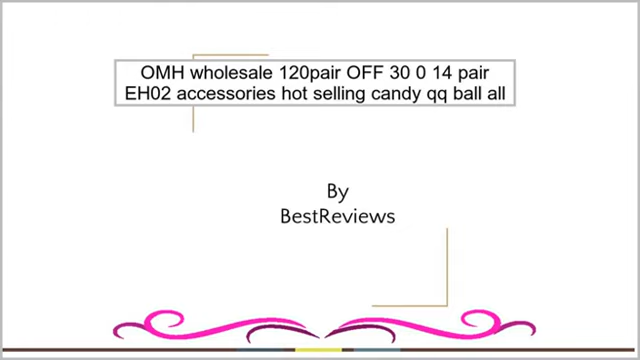 OMH wholesale 120pair OFF 30 0 14 pair
EH02 accessories hot selling candy qq ball all
By
BestReviews